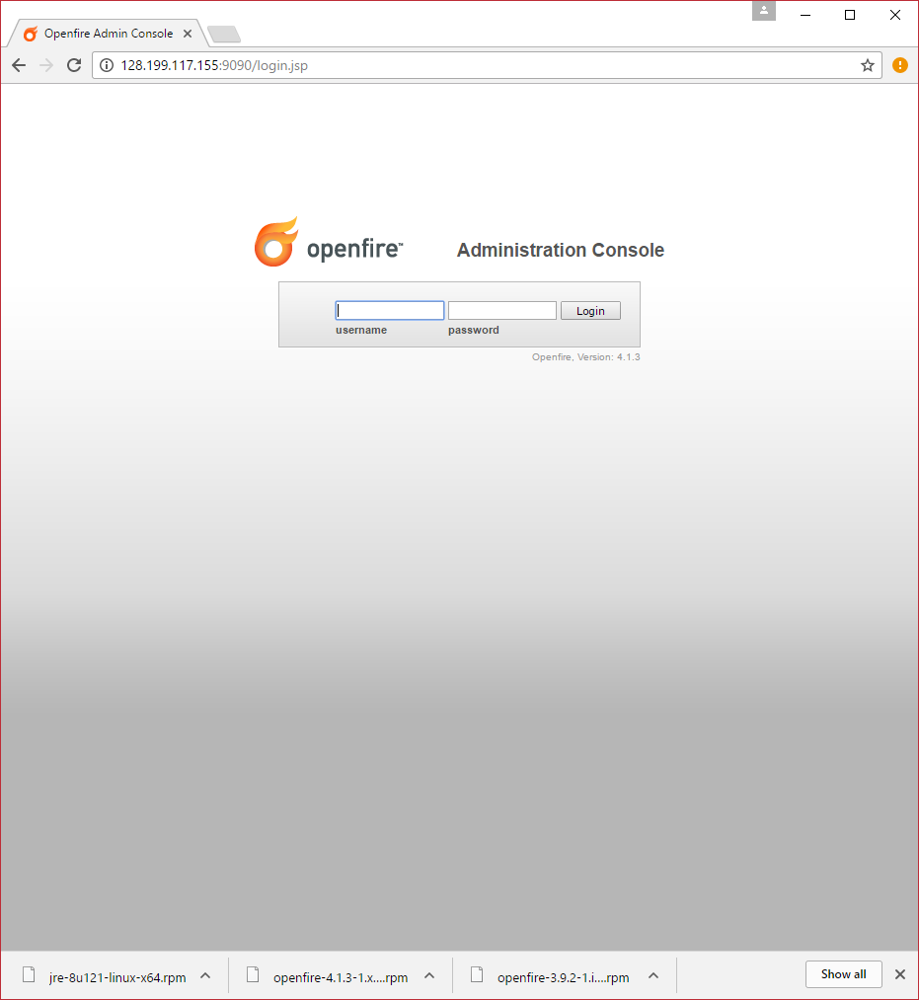 Openfire Admin Console
128.199.117.155:9090/login.jsp
openfire™ Administration Console
Login
username password
Openfire, Version: 4.1.3
jre-8u121-linux-x64.rpm openfire-4.1.3-1.x....rpm openfire-3.9.2-1.i....rpm Show all